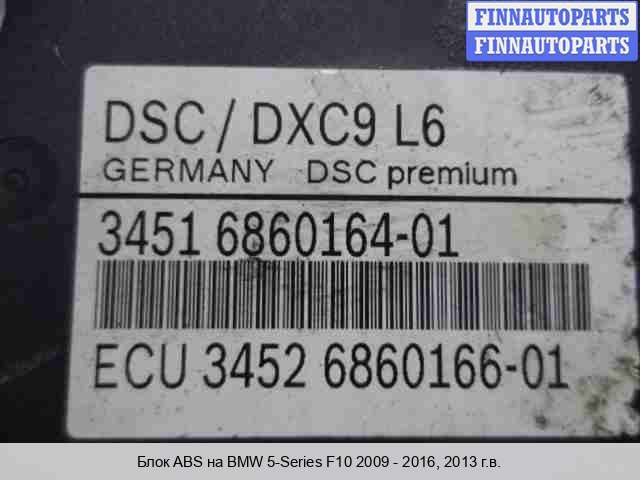 FINNAUTOPARTS
FINNAUTOPARTS
DSC / DXC9 L6
GERMANY DSC premium
3451 6860164-01
ECU 3452 6860166-01
Блок ABS на BMW 5-Series F10 2009 - 2016, 2013 г.в.